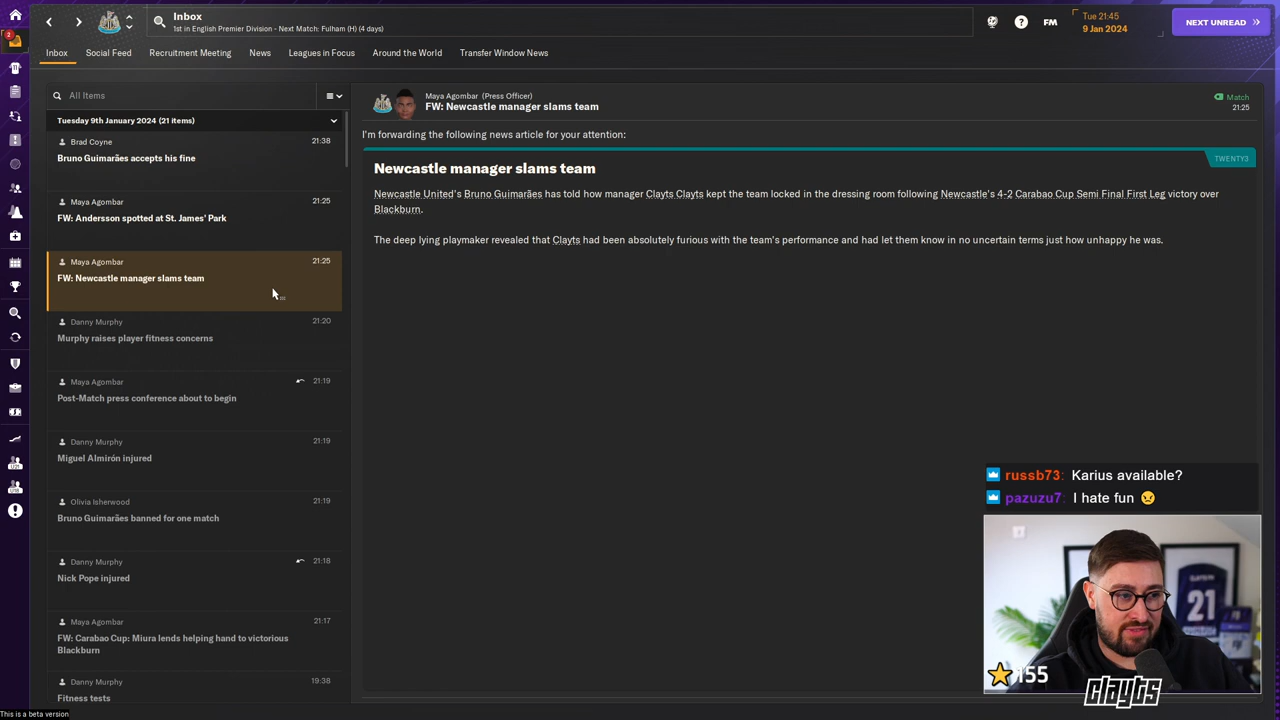 Inbox
1st in English Premier Division - Next Match: Fulham (H) (4 days)
FM
Tue 21:45
9 Jan 2024
NEXT UNREAD
2
Inbox
Social Feed
Recruitment Meeting
News
Leagues in Focus
Around the World
Transfer Window News
All Items
Tuesday 9th January 2024 (21 items)
Brad Coyne
21:38
Bruno Guimarães accepts his fine
Maya Agombar
21:25
FW: Andersson spotted at St. James' Park
Maya Agombar
21:25
FW: Newcastle manager slams team
Danny Murphy
21:20
Murphy raises player fitness concerns
Maya Agombar
21:19
Post-Match press conference about to begin
Danny Murphy
21:19
Miguel Almirón injured
Olivia Isherwood
21:19
Bruno Guimarães banned for one match
Danny Murphy
21:18
Nick Pope injured
Maya Agombar
21:17
FW: Carabao Cup: Miura lends helping hand to victorious
Blackburn
Danny Murphy
19:38
Fitness tests
This is a beta version
Maya Agombar (Press Officer)
FW: Newcastle manager slams team
Match
21:25
I'm forwarding the following news article for your attention:
TWENTY3
Newcastle manager slams team
Newcastle United's Bruno Guimarães has told how manager Clayts Clayts kept the team locked in the dressing room following Newcastle's 4-2 Carabao Cup Semi Final First Leg victory over
Blackburn.
The deep lying playmaker revealed that Clayts had been absolutely furious with the team's performance and had let them know in no uncertain terms just how unhappy he was.
russb73: Karius available?
pazuzu7: I hate fun
21
155
clayts